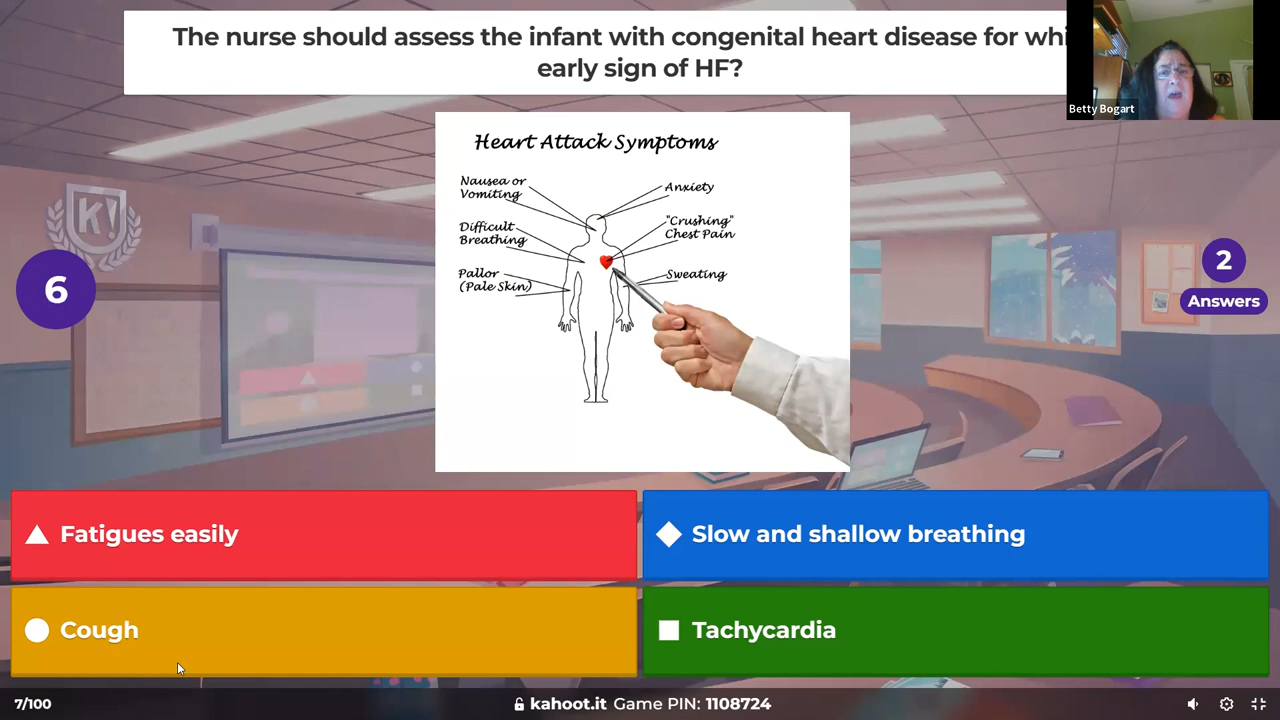 The nurse should assess the infant with congenital heart disease for whi
early sign of HF?
Betty Bogart
Heart Attack Symptoms
Nausea or
Vomiting
Anxiety
Difficult
Breathing
"Crushing"
Chest Pain
Pallor
(Pale Skin)
Sweating
K!
6
2
Answers
Fatigues easily
Slow and shallow breathing
Cough
Tachycardia
7/100
kahoot.it Game PIN: 1108724